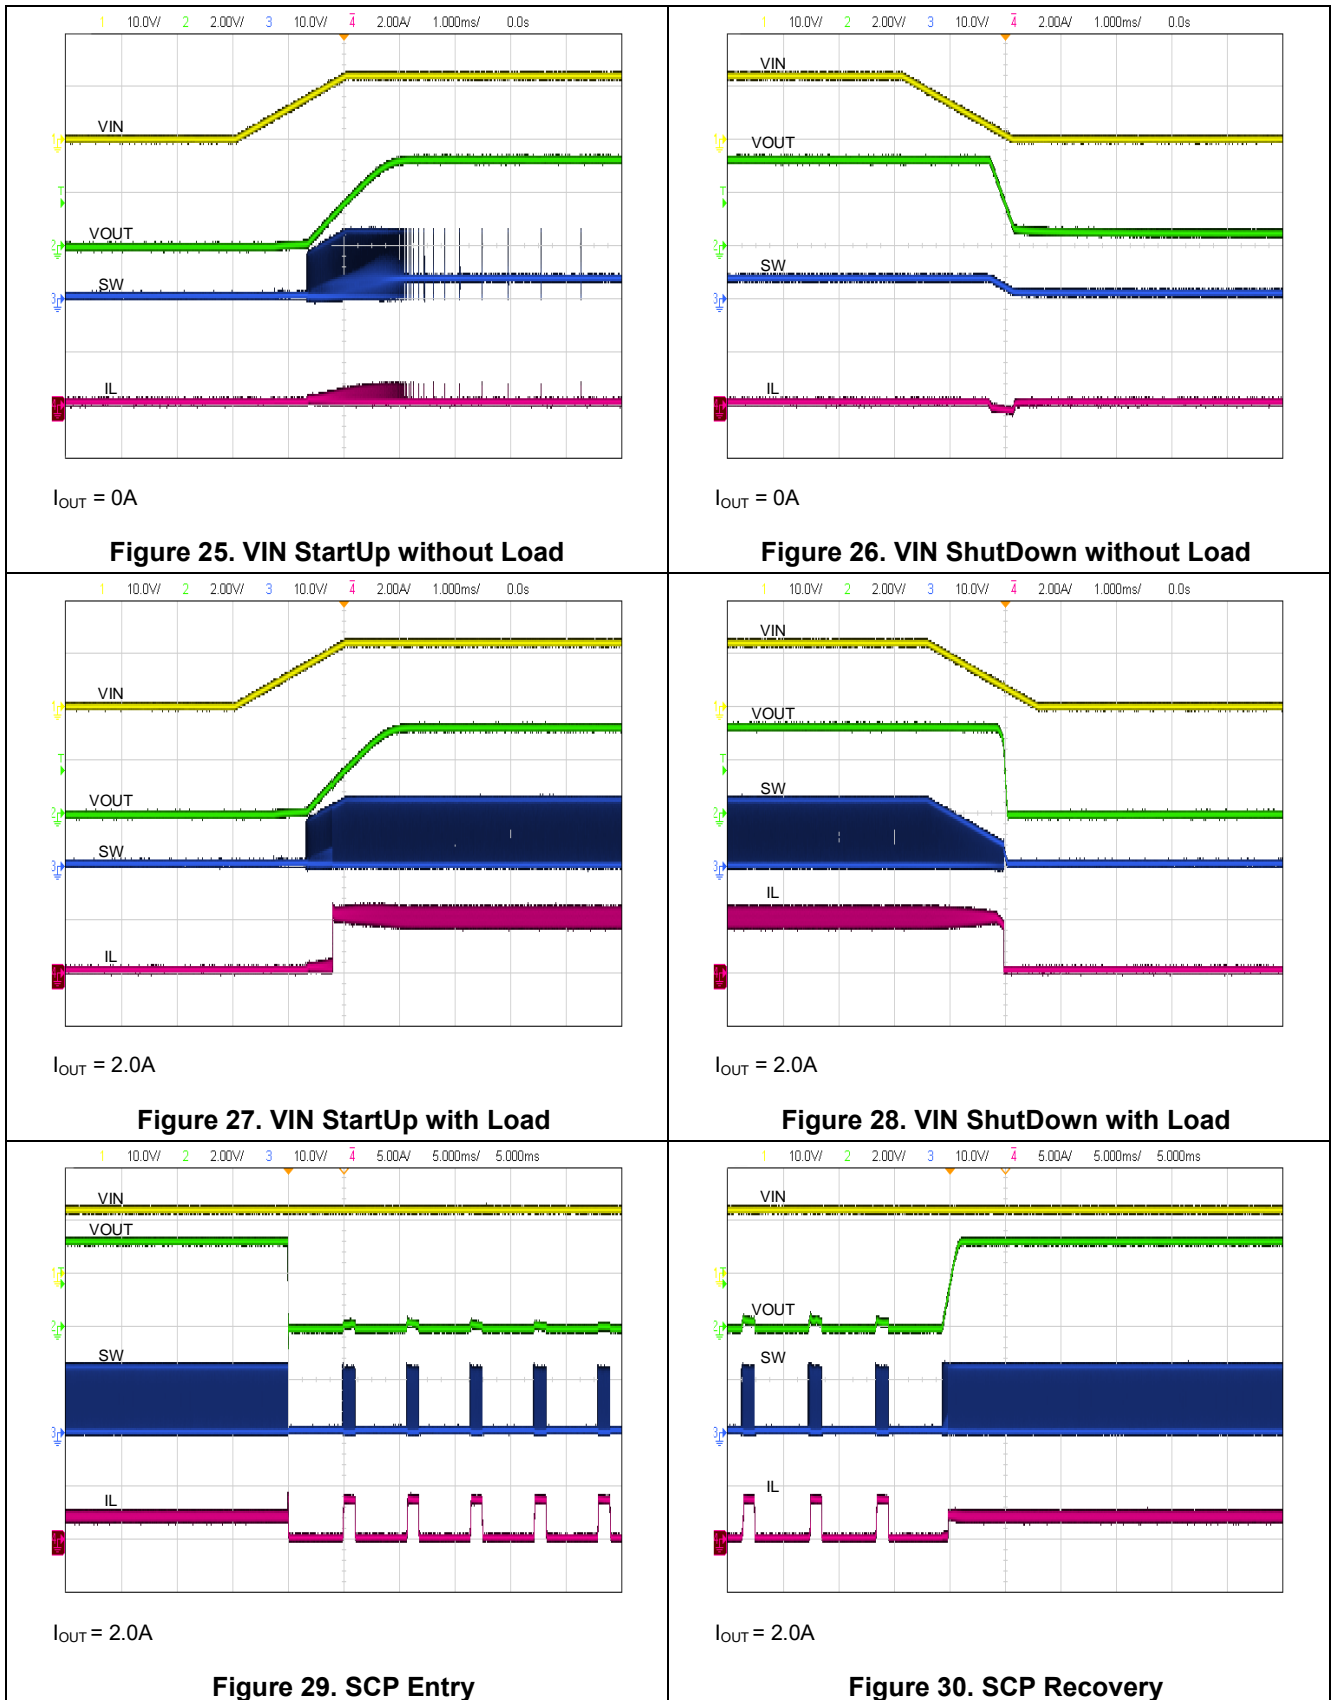 1 10.0V/ 2 2.00V/ 3 10.0V/ 4 2.00A/ 1.000ms/ 0.0s
VIN
VOUT
SW
IL
I_OUT = 0A
Figure 25. VIN StartUp without Load
1 10.0V/ 2 2.00V/ 3 10.0V/ 4 2.00A/ 1.000ms/ 0.0s
VIN
VOUT
SW
IL
I_OUT = 0A
Figure 26. VIN ShutDown without Load
1 10.0V/ 2 2.00V/ 3 10.0V/ 4 2.00A/ 1.000ms/ 0.0s
VIN
VOUT
SW
IL
I_OUT = 2.0A
Figure 27. VIN StartUp with Load
1 10.0V/ 2 2.00V/ 3 10.0V/ 4 2.00A/ 1.000ms/ 0.0s
VIN
VOUT
SW
IL
I_OUT = 2.0A
Figure 28. VIN ShutDown with Load
1 10.0V/ 2 2.00V/ 3 10.0V/ 4 5.00A/ 5.000ms/ 5.000ms
VIN
VOUT
SW
IL
I_OUT = 2.0A
Figure 29. SCP Entry
1 10.0V/ 2 2.00V/ 3 10.0V/ 4 5.00A/ 5.000ms/ 5.000ms
VIN
VOUT
SW
IL
I_OUT = 2.0A
Figure 30. SCP Recovery